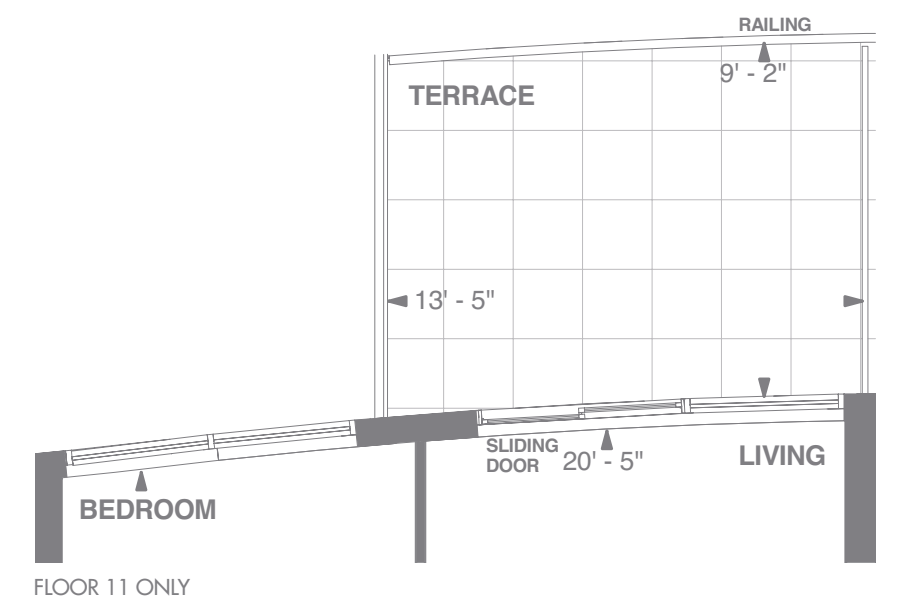 RAILING
9' - 2"
TERRACE
13' - 5"
SLIDING
DOOR
20' - 5"
LIVING
BEDROOM
FLOOR 11 ONLY